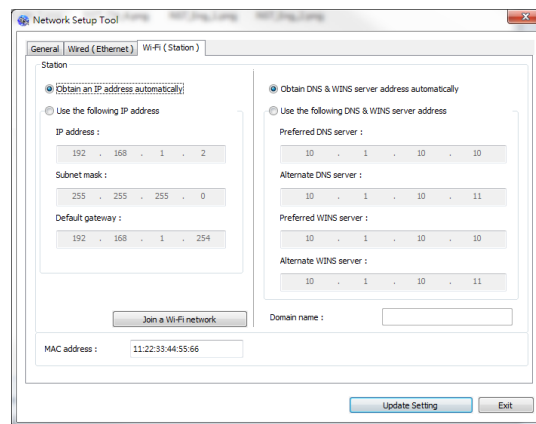 Network Setup Tool
General Wired ( Ethernet ) Wi-Fi ( Station )
Station
Obtain an IP address automatically
Use the following IP address
IP address :
192 . 168 . 1 . 2
Subnet mask :
255 . 255 . 255 . 0
Default gateway :
192 . 168 . 1 . 254
Join a Wi-Fi network
Obtain DNS & WINS server address automatically
Use the following DNS & WINS server address
Preferred DNS server :
10 . 1 . 10 . 10
Alternate DNS server :
10 . 1 . 10 . 11
Preferred WINS server :
10 . 1 . 10 . 10
Alternate WINS server :
10 . 1 . 10 . 11
Domain name :
MAC address : 11:22:33:44:55:66
Update Setting Exit